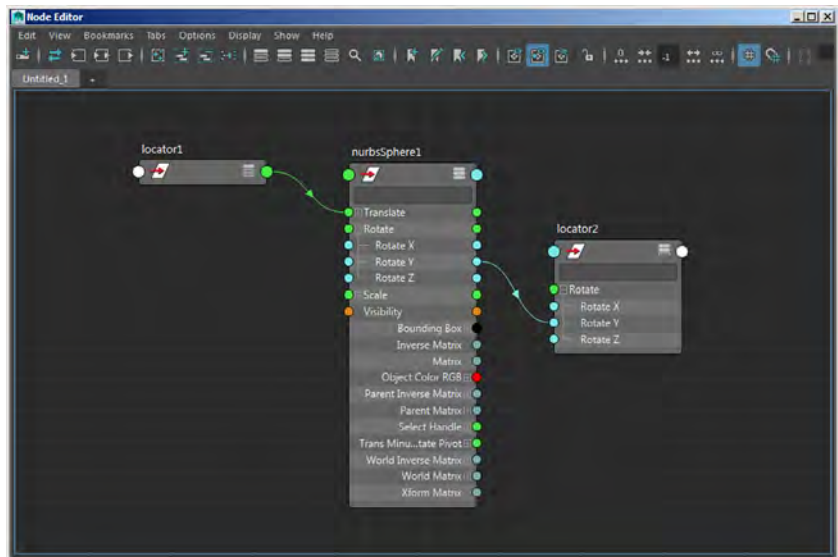 Node Editor
Edit View Bookmarks Tabs Options Display Show Help
0 -1
Untitled_1 +
locator1
nurbsSphere1
Translate
Rotate
Rotate X
Rotate Y
Rotate Z
Scale
Visibility
Bounding Box
Inverse Matrix
Matrix
Object Color RGB
Parent Inverse Matrix
Parent Matrix
Select Handle
Trans Minu...tate Pivot
World Inverse Matrix
World Matrix
Xform Matrix
locator2
Rotate
Rotate X
Rotate Y
Rotate Z